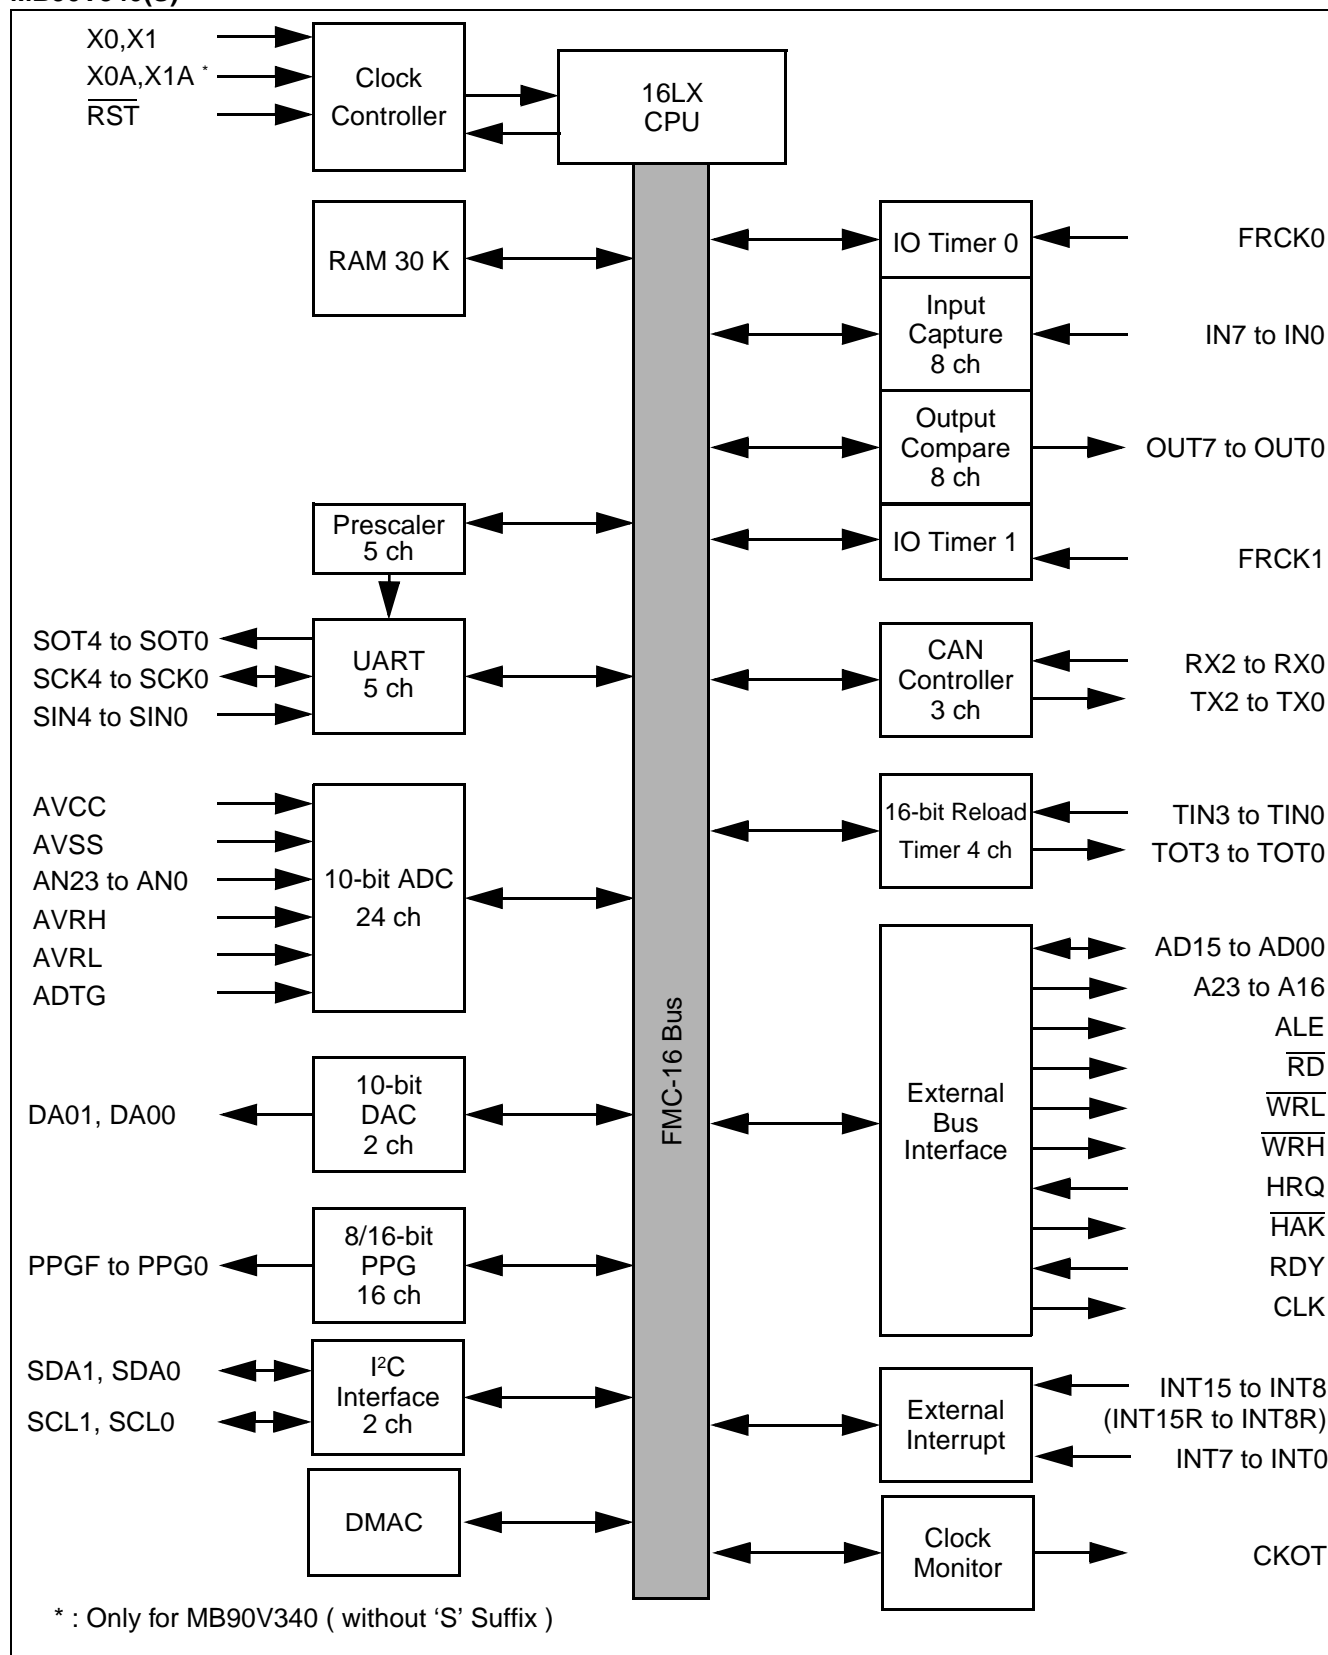 X0,X1
X0A,X1A *
RST
Clock
Controller
16LX
CPU
RAM 30 K
IO Timer 0
FRCK0
Input
Capture
8 ch
IN7 to IN0
Output
Compare
8 ch
OUT7 to OUT0
IO Timer 1
FRCK1
Prescaler
5 ch
SOT4 to SOT0
SCK4 to SCK0
SIN4 to SIN0
UART
5 ch
CAN
Controller
3 ch
RX2 to RX0
TX2 to TX0
AVCC
AVSS
AN23 to AN0
AVRH
AVRL
ADTG
10-bit ADC
24 ch
16-bit Reload
Timer 4 ch
TIN3 to TIN0
TOT3 to TOT0
FMC-16 Bus
External
Bus
Interface
AD15 to AD00
A23 to A16
ALE
RD
WRL
WRH
HRQ
HAK
RDY
CLK
DA01, DA00
10-bit
DAC
2 ch
PPGF to PPG0
8/16-bit
PPG
16 ch
SDA1, SDA0
SCL1, SCL0
I²C
Interface
2 ch
External
Interrupt
INT15 to INT8
(INT15R to INT8R)
INT7 to INT0
DMAC
Clock
Monitor
CKOT
* : Only for MB90V340 ( without ‘S’ Suffix )